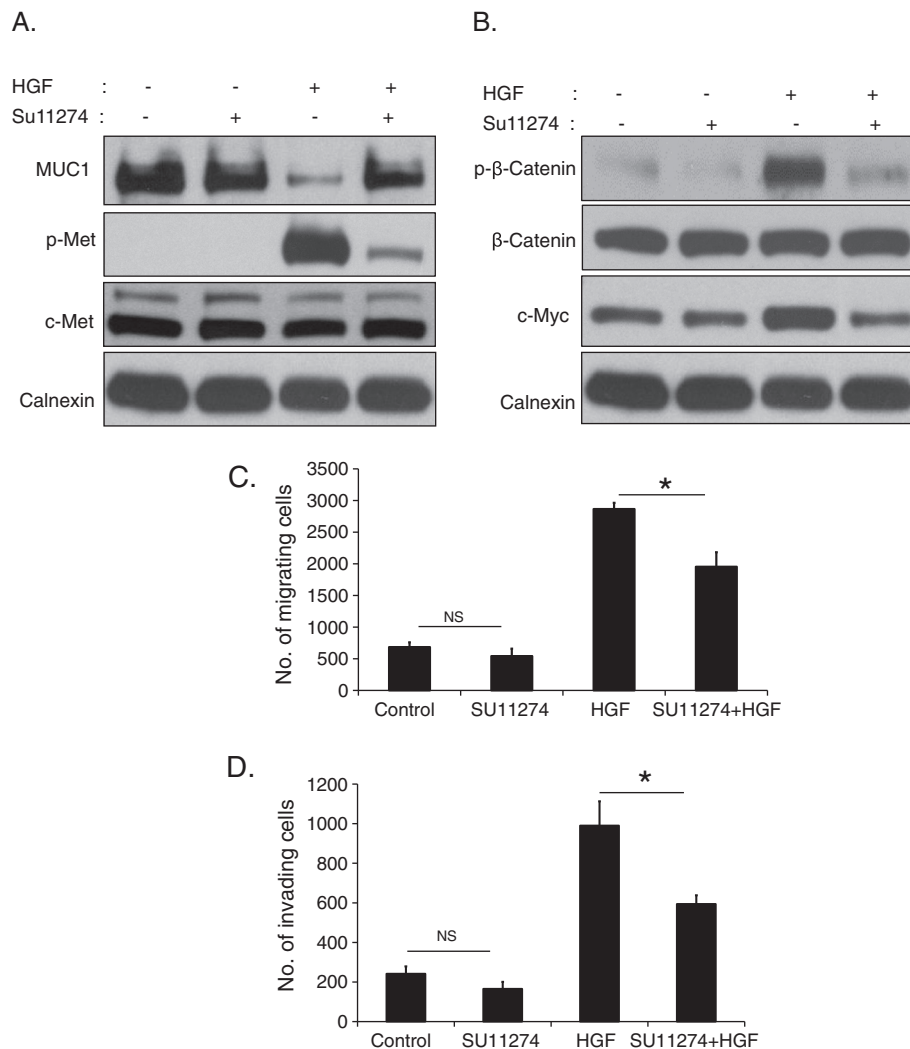 A.
HGF : - - + +
Su11274 : - + - +
MUC1
p-Met
c-Met
Calnexin
B.
HGF : - - + +
Su11274 : - + - +
p-β-Catenin
β-Catenin
c-Myc
Calnexin
C.
No. of migrating cells
3500
3000
2500
2000
1500
1000
500
0
NS
*
Control SU11274 HGF SU11274+HGF
D.
No. of invading cells
1200
1000
800
600
400
200
0
NS
*
Control SU11274 HGF SU11274+HGF